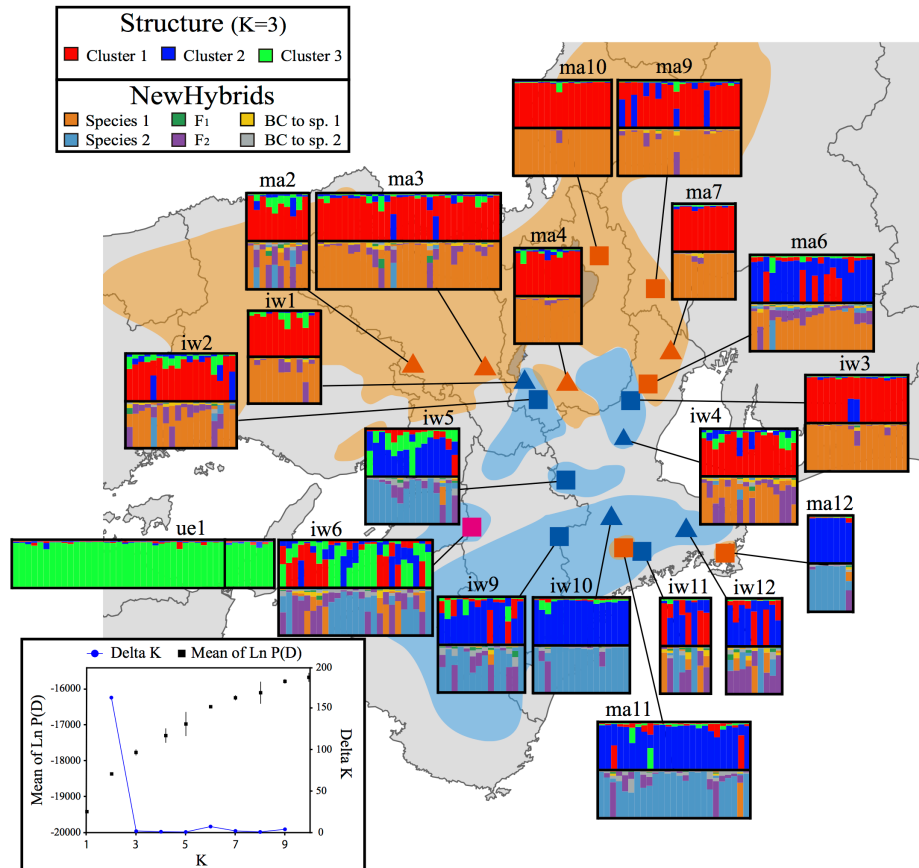 Structure (K=3)
Cluster 1 Cluster 2 Cluster 3
NewHybrids
Species 1 F1 BC to sp. 1
Species 2 F2 BC to sp. 2
ma10 ma9
ma2 ma3
ma7
ma4 ma6
iw1
iw2
iw3
iw5 iw4
ue1 iw6
ma12
iw9 iw10 iw11 iw12
ma11
Delta K Mean of Ln P(D)
Mean of Ln P(D)
-16000
-17000
-18000
-19000
-20000
200
150
100
50
0
Delta K
1 3 5 7 9
K